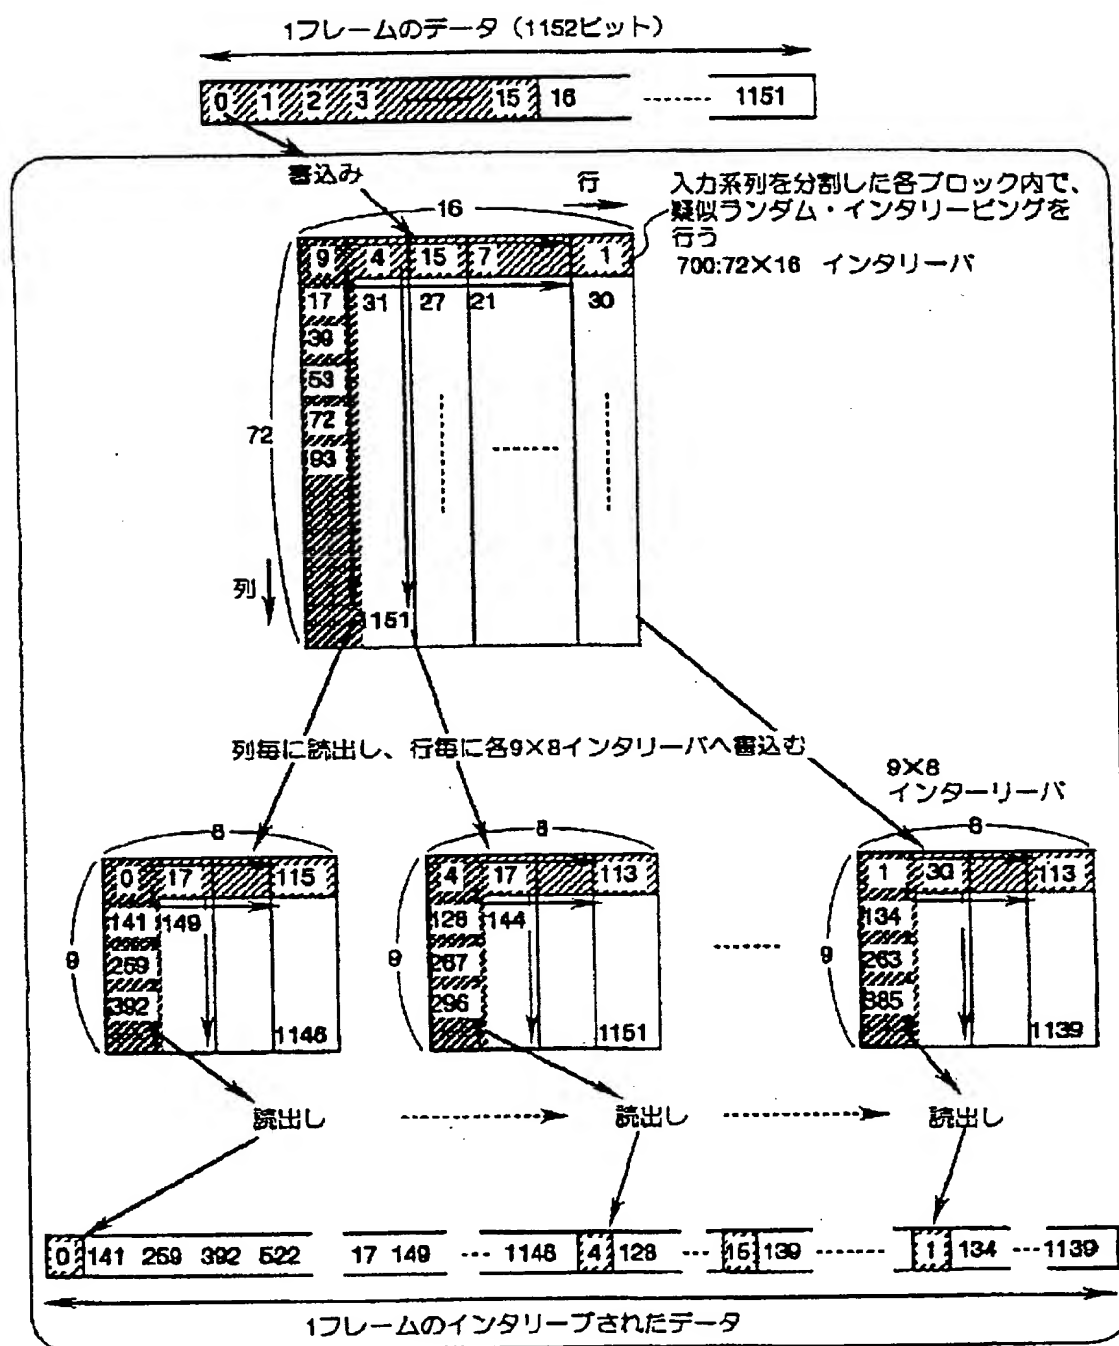 1フレームのデータ (1152ビット)
0 1 2 3 15 16 1151
書込み
行
入力系列を分割した各ブロック内で、
疑似ランダム・インタリービングを
行う
700:72×16 インタリーバ
16
9 4 15 7 1
17 31 27 21 30
39
53
72
93
72
列
1151
列毎に読出し、行毎に各9×8インタリーバへ書込む
9×8
インターリーバ
8 8 8
0 17 115
141 149
269
392
1146
9
4 17 113
128 144
267
296
1151
9
1 30 113
134
263
385
1139
9
読出し 読出し 読出し
0 141 269 392 522 17 149 1146 4 128 15 139 1 134 1139
1フレームのインタリーブされたデータ